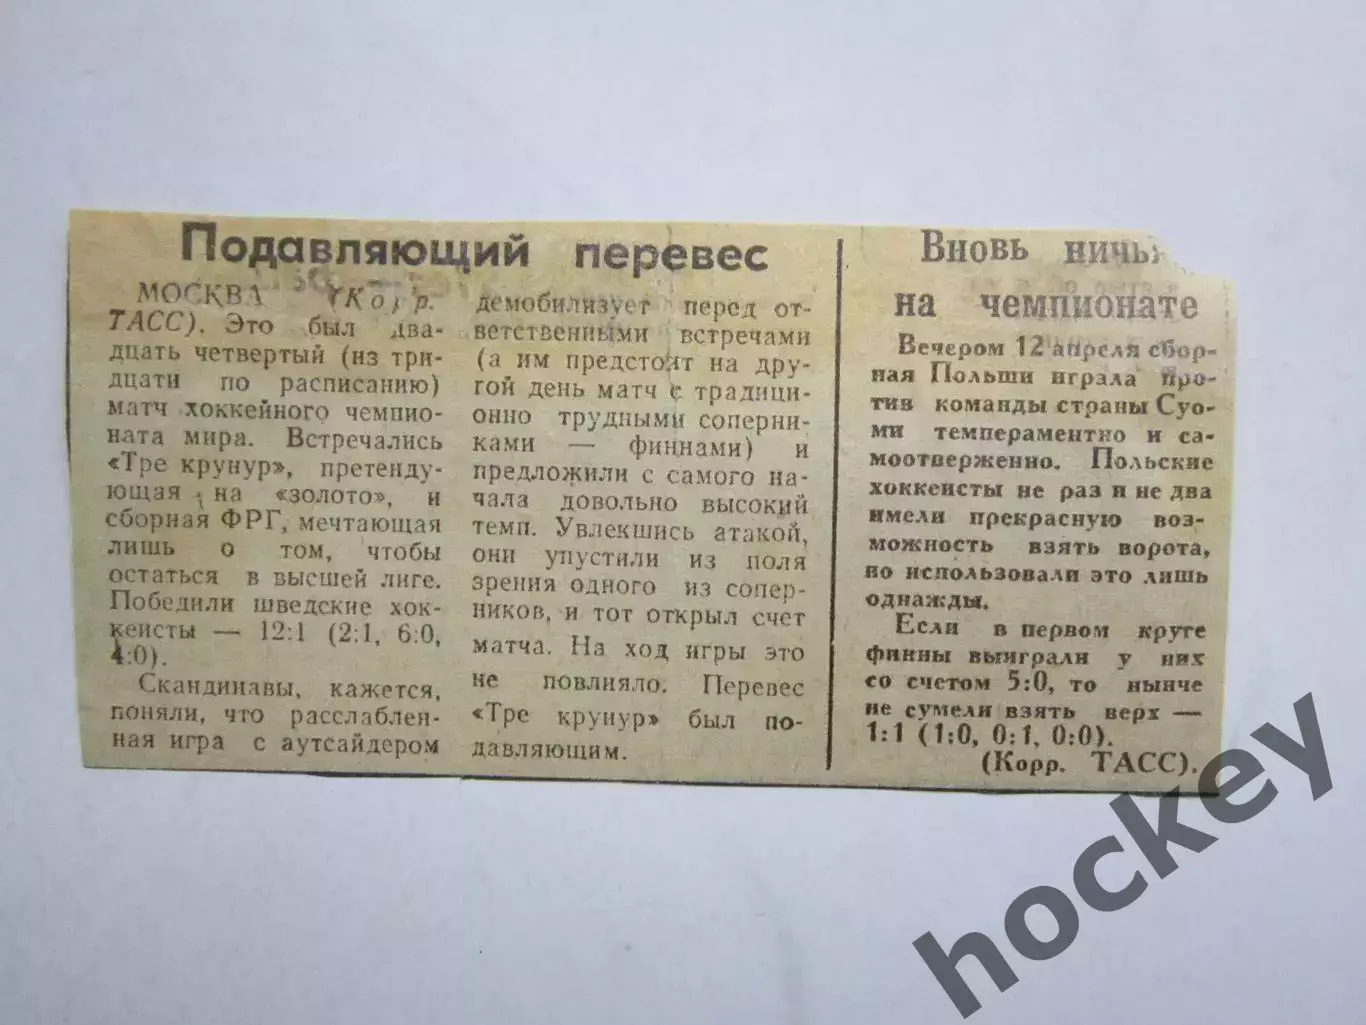 Подавляющий перевес
МОСКВА (Корр.
ТАСС). Это был два-
дцать четвертый (из три-
дцати по расписанию)
матч хоккейного чемпио-
ната мира. Встречались
«Тре крунур», претенду-
ющая на «золото», и
сборная ФРГ, мечтающая
лишь о том, чтобы
остаться в высшей лиге.
Победили шведские хок-
кеисты — 12:1 (2:1, 6:0,
4:0).
Скандинавы, кажется,
поняли, что расслаблен-
ная игра с аутсайдером
демобилизует перед от-
ветственными встречами
(а им предстоит на дру-
гой день матч с традици-
онно трудными соперни-
ками — финнами) и
предложили с самого на-
чала довольно высокий
темп. Увлекшись атакой,
они упустили из поля
зрения одного из сопер-
ников, и тот открыл счет
матча. На ход игры это
не повлияло. Перевес
«Тре крунур» был по-
давляющим.
Вновь ничья
на чемпионате
Вечером 12 апреля сбор-
ная Польши играла про-
тив команды страны Суо-
ми темпераментно и са-
моотверженно. Польские
хоккеисты не раз и не два
имели прекрасную воз-
можность взять ворота,
но использовали это лишь
однажды.
Если в первом круге
финны выиграли у них
со счетом 5:0, то нынче
не сумели взять верх —
1:1 (1:0, 0:1, 0:0).
(Корр. ТАСС).
hockey